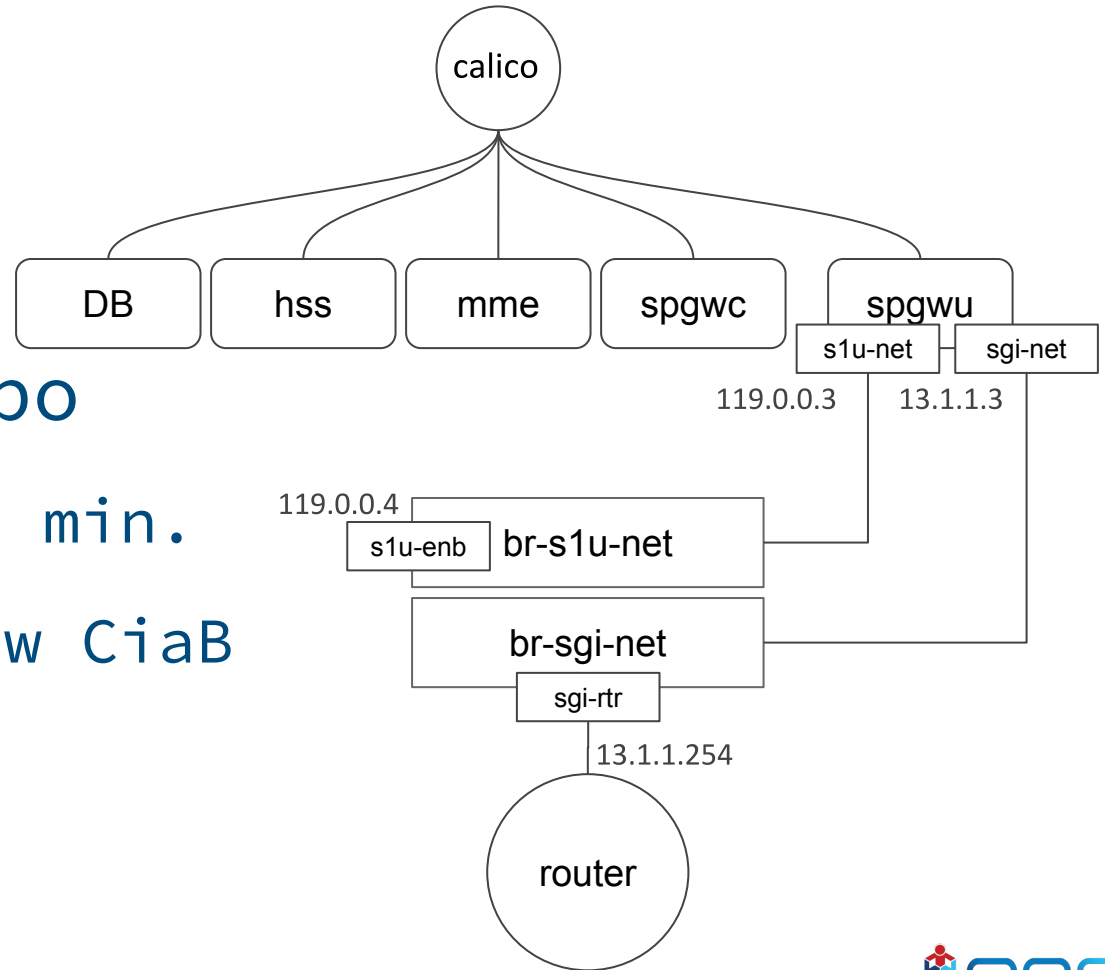 calico
DB
hss
mme
spgwc
spgwu
s1u-net
sgi-net
119.0.0.3
13.1.1.3
min.
119.0.0.4
s1u-enb
br-s1u-net
w CiaB
br-sgi-net
sgi-rtr
13.1.1.254
router